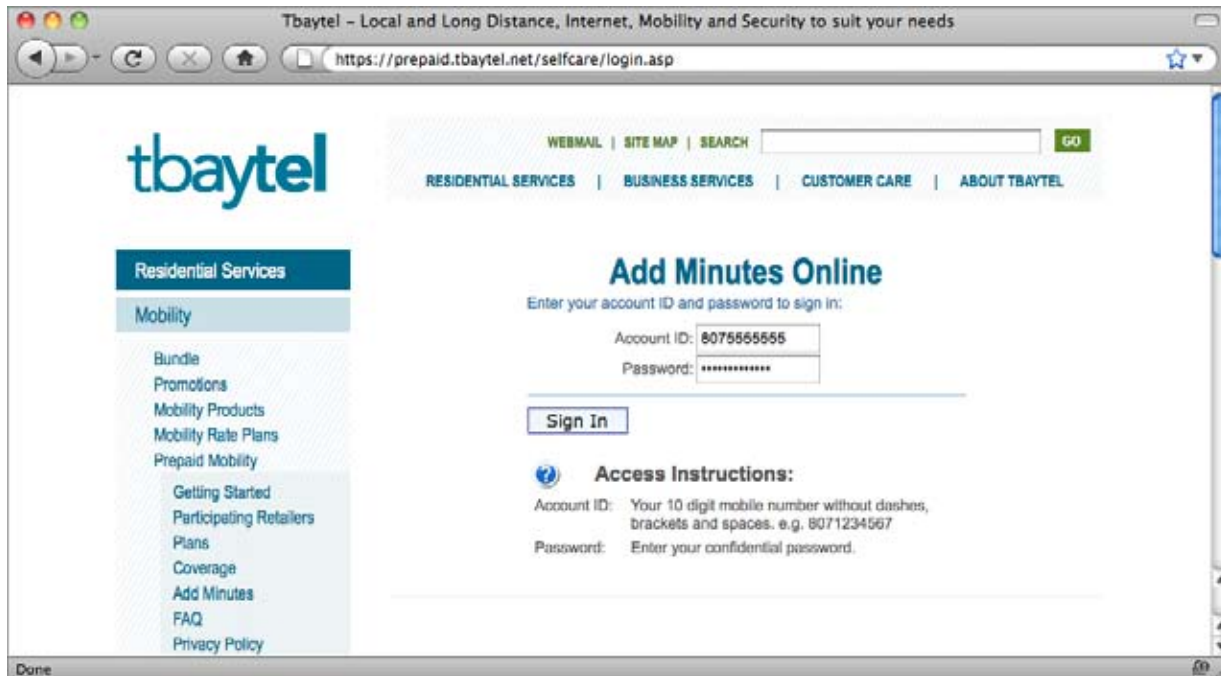 Tbaytel – Local and Long Distance, Internet, Mobility and Security to suit your needs
https://prepaid.tbaytel.net/selfcare/login.asp
tbaytel
WEBMAIL | SITE MAP | SEARCH GO
RESIDENTIAL SERVICES | BUSINESS SERVICES | CUSTOMER CARE | ABOUT TBAYTEL
Residential Services
Mobility
Bundle
Promotions
Mobility Products
Mobility Rate Plans
Prepaid Mobility
Getting Started
Participating Retailers
Plans
Coverage
Add Minutes
FAQ
Privacy Policy
Add Minutes Online
Enter your account ID and password to sign in:
Account ID: 8075555555
Password: •••••••••••••
Sign In
Access Instructions:
Account ID: Your 10 digit mobile number without dashes,
brackets and spaces. e.g. 8071234567
Password: Enter your confidential password.
Done